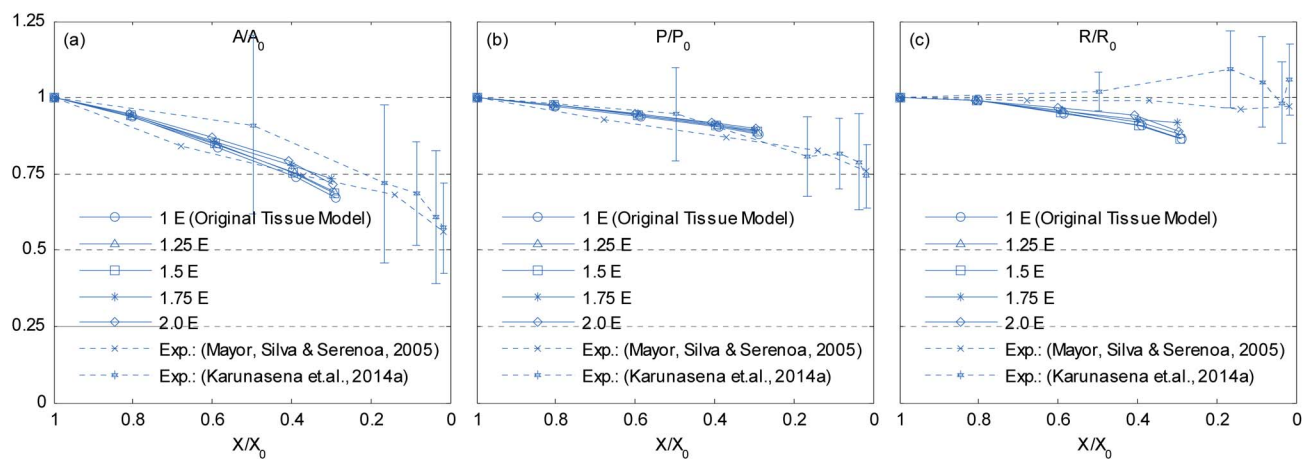 (a) A/A0
1.25
1
0.75
0.5
0.25
0
1 E (Original Tissue Model)
1.25 E
1.5 E
1.75 E
2.0 E
Exp.: (Mayor, Silva & Serenoa, 2005)
Exp.: (Karunasena et.al., 2014a)
1 0.8 0.6 0.4 0.2 0
X/X0
(b) P/P0
1 E (Original Tissue Model)
1.25 E
1.5 E
1.75 E
2.0 E
Exp.: (Mayor, Silva & Serenoa, 2005)
Exp.: (Karunasena et.al., 2014a)
1 0.8 0.6 0.4 0.2 0
X/X0
(c) R/R0
1 E (Original Tissue Model)
1.25 E
1.5 E
1.75 E
2.0 E
Exp.: (Mayor, Silva & Serenoa, 2005)
Exp.: (Karunasena et.al., 2014a)
1 0.8 0.6 0.4 0.2 0
X/X0